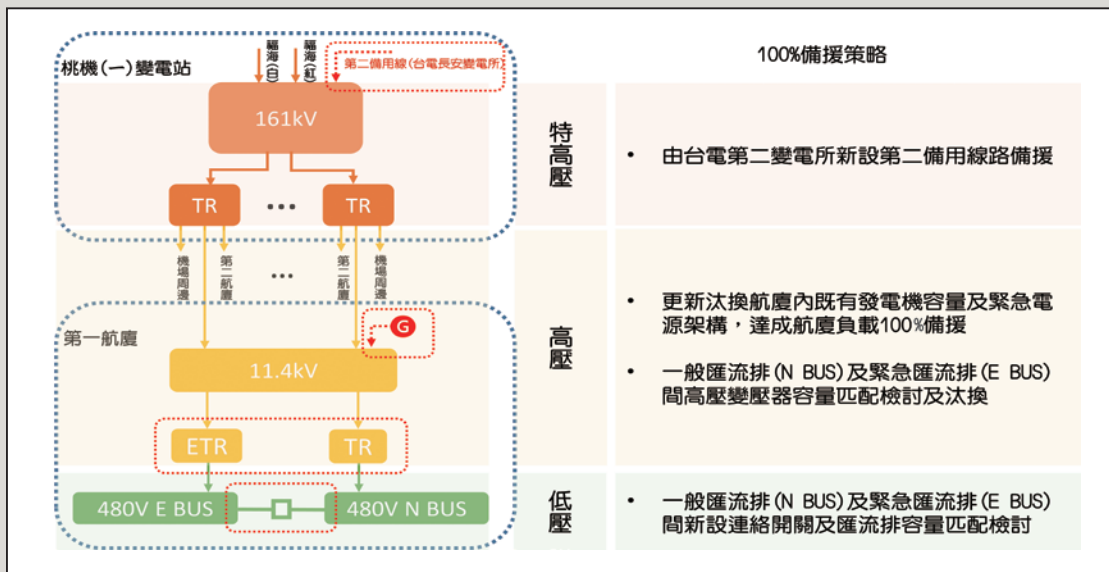 福海(白)
福海(紅)
第二備用線(台電長安變電所)
桃機(一)變電站
161kV
TR
•••
TR
機場周邊
第二航廈
•••
第二航廈
機場周邊
第一航廈
G
11.4kV
ETR
TR
480V E BUS
480V N BUS
100%備援策略
特高壓
• 由台電第二變電所新設第二備用線路備援
高壓
• 更新汰換航廈內既有發電機容量及緊急電
源架構，達成航廈負載100%備援
• 一般匯流排(N BUS)及緊急匯流排(E BUS)
間高壓變壓器容量匹配檢討及汰換
低壓
• 一般匯流排(N BUS)及緊急匯流排(E BUS)
間新設連絡開關及匯流排容量匹配檢討